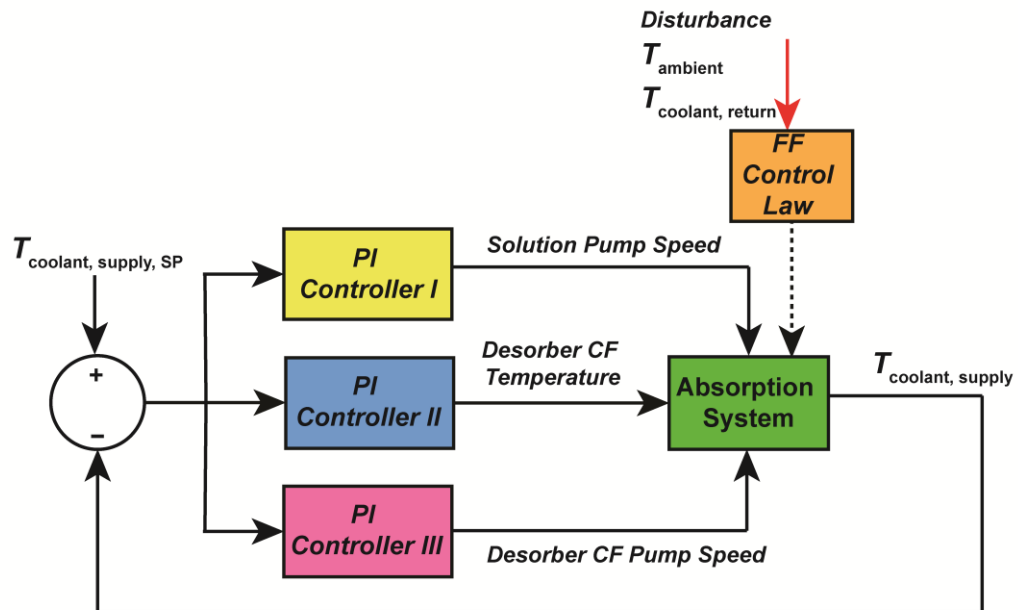 Disturbance
T ambient
T coolant, return
FF
Control
Law
T coolant, supply, SP
PI
Controller I
Solution Pump Speed
+
−
PI
Controller II
Desorber CF
Temperature
Absorption
System
T coolant, supply
PI
Controller III
Desorber CF Pump Speed